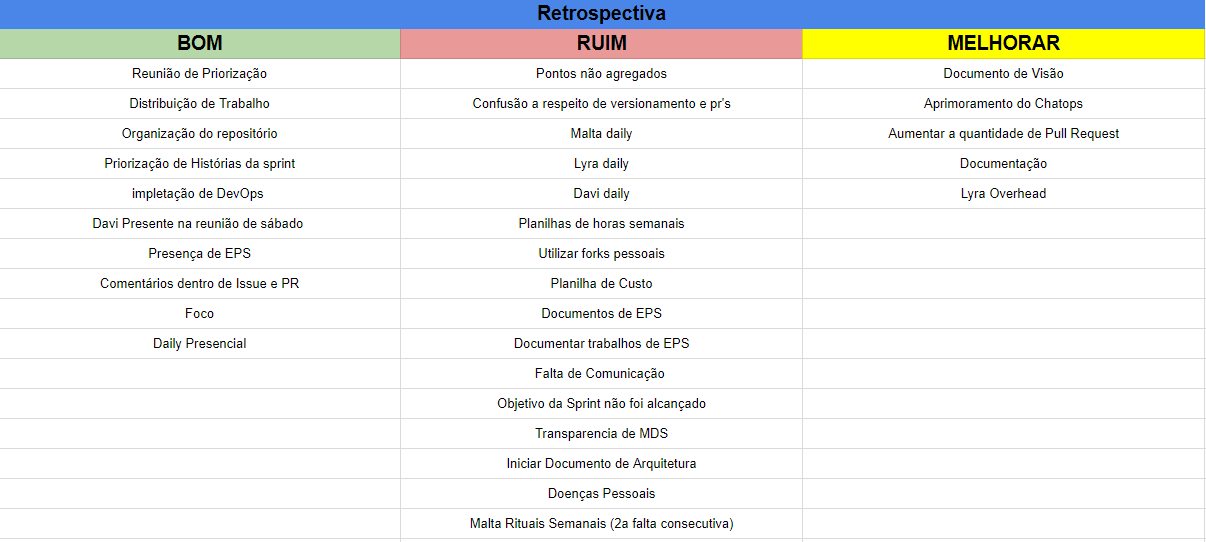 Retrospectiva
BOM RUIM MELHORAR
Reunião de Priorização Pontos não agregados Documento de Visão
Distribuição de Trabalho Confusão a respeito de versionamento e pr's Aprimoramento do Chatops
Organização do repositório Malta daily Aumentar a quantidade de Pull Request
Priorização de Histórias da sprint Lyra daily Documentação
impletação de DevOps Davi daily Lyra Overhead
Davi Presente na reunião de sábado Planilhas de horas semanais
Presença de EPS Utilizar forks pessoais
Comentários dentro de Issue e PR Planilha de Custo
Foco Documentos de EPS
Daily Presencial Documentar trabalhos de EPS
Falta de Comunicação
Objetivo da Sprint não foi alcançado
Transparencia de MDS
Iniciar Documento de Arquitetura
Doenças Pessoais
Malta Rituais Semanais (2a falta consecutiva)